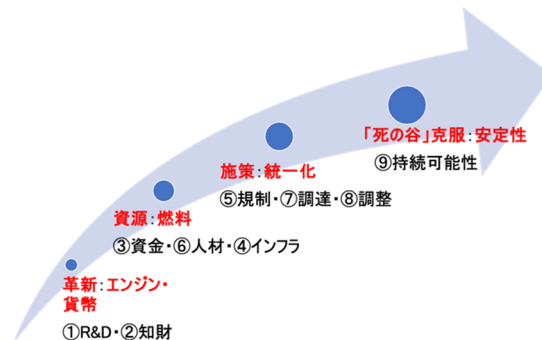 「死の谷」克服:安定性
⑨持続可能性
施策:統一化
⑤規制・⑦調達・⑧調整
資源:燃料
③資金・⑥人材・④インフラ
革新:エンジン・
貨幣
①R&D・②知財